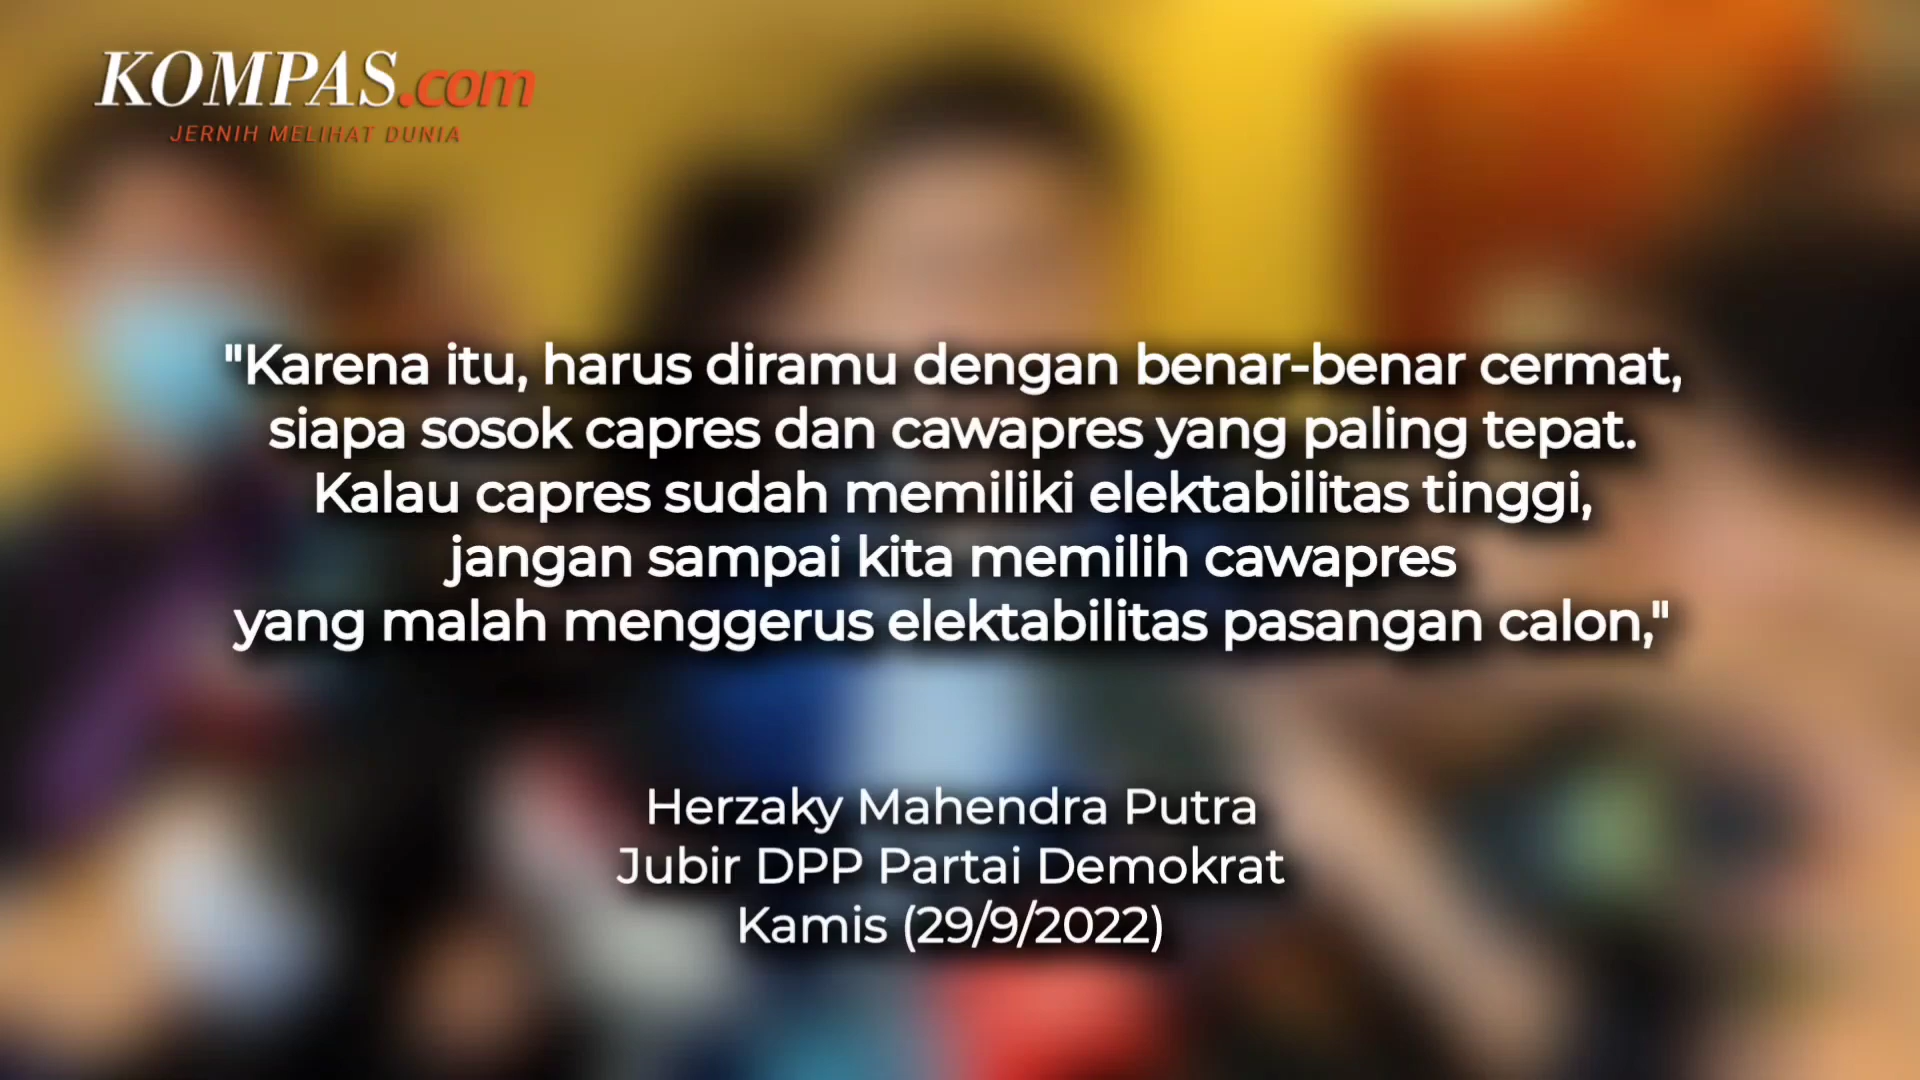 KOMPAS.com
JERNIH MELIHAT DUNIA
"Karena itu, harus diramu dengan benar-benar cermat,
siapa sosok capres dan cawapres yang paling tepat.
Kalau capres sudah memiliki elektabilitas tinggi,
jangan sampai kita memilih cawapres
yang malah menggerus elektabilitas pasangan calon,"
Herzaky Mahendra Putra
Jubir DPP Partai Demokrat
Kamis (29/9/2022)